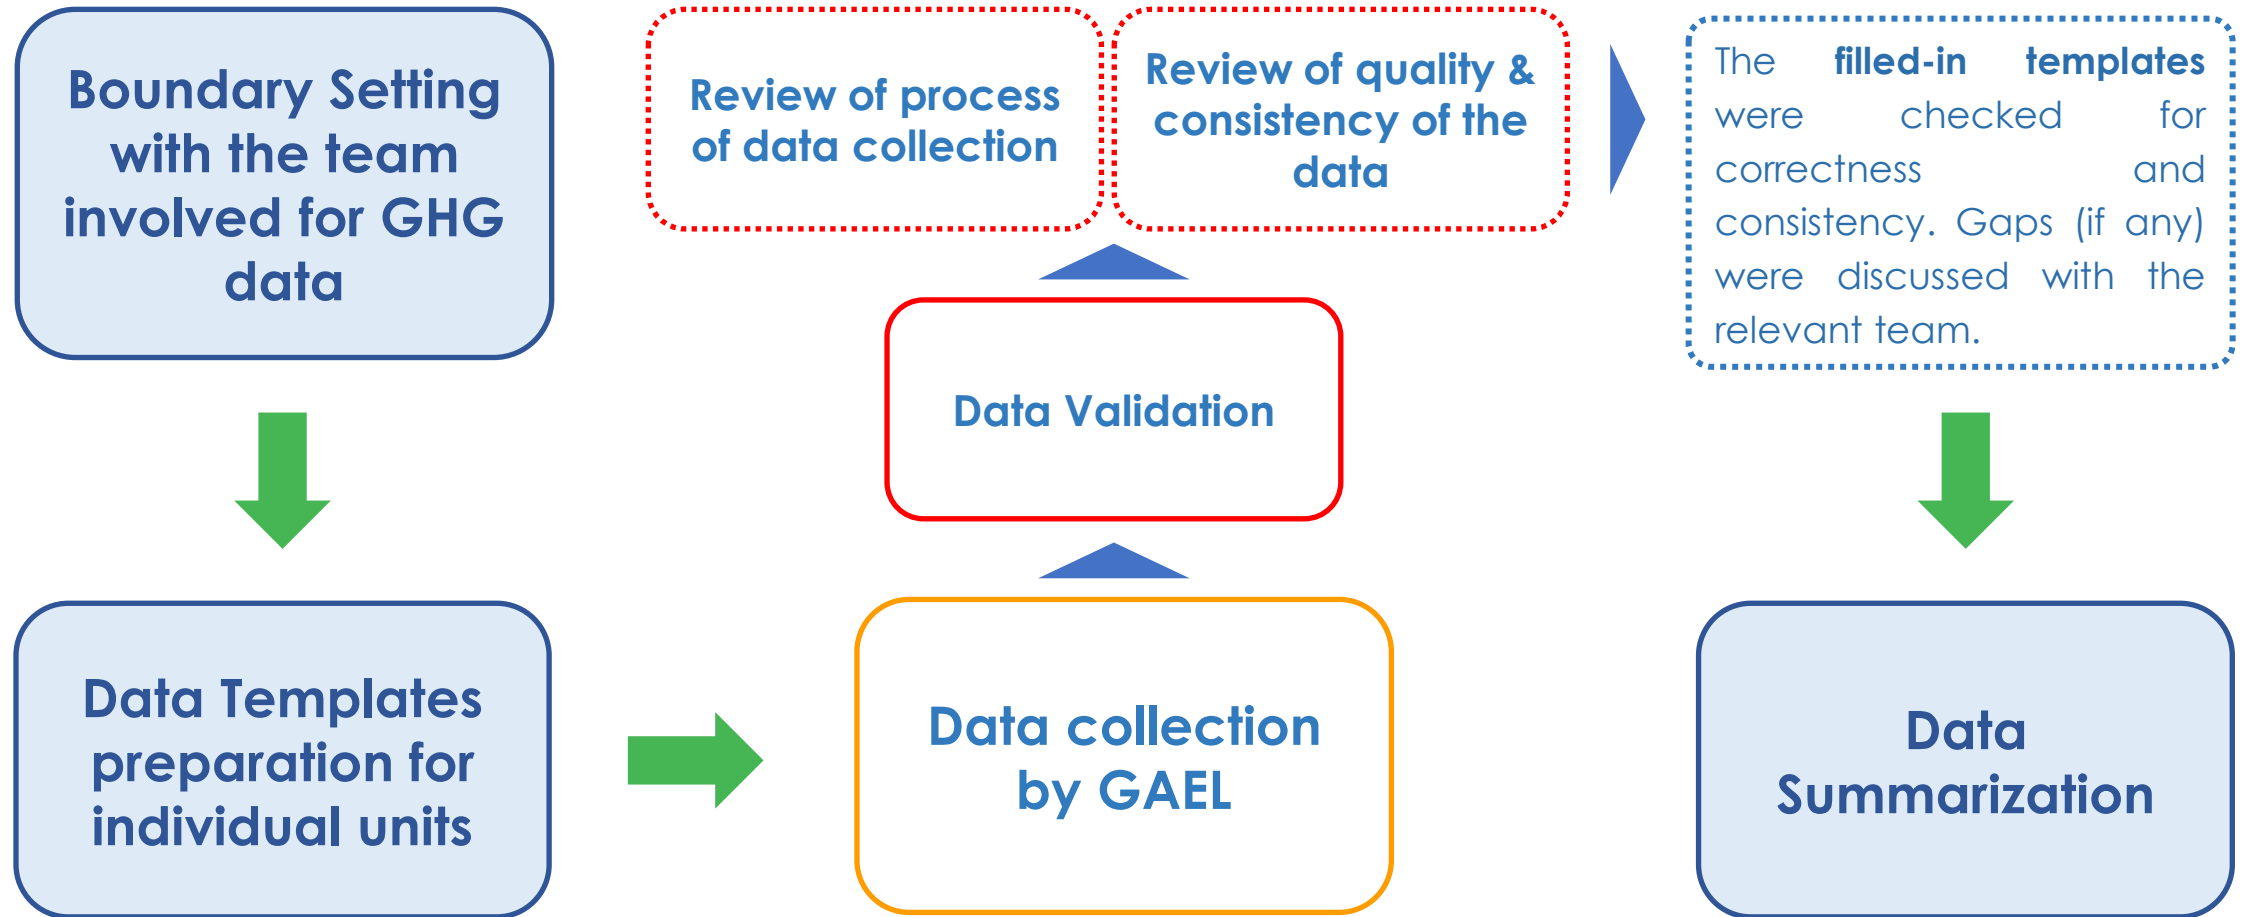 Boundary Setting
with the team
involved for GHG
data
Data Templates
preparation for
individual units
Data collection
by GAEL
Data Validation
Review of process
of data collection
Review of quality &
consistency of the
data
The filled-in templates
were checked for
correctness and
consistency. Gaps (if any)
were discussed with the
relevant team.
Data
Summarization